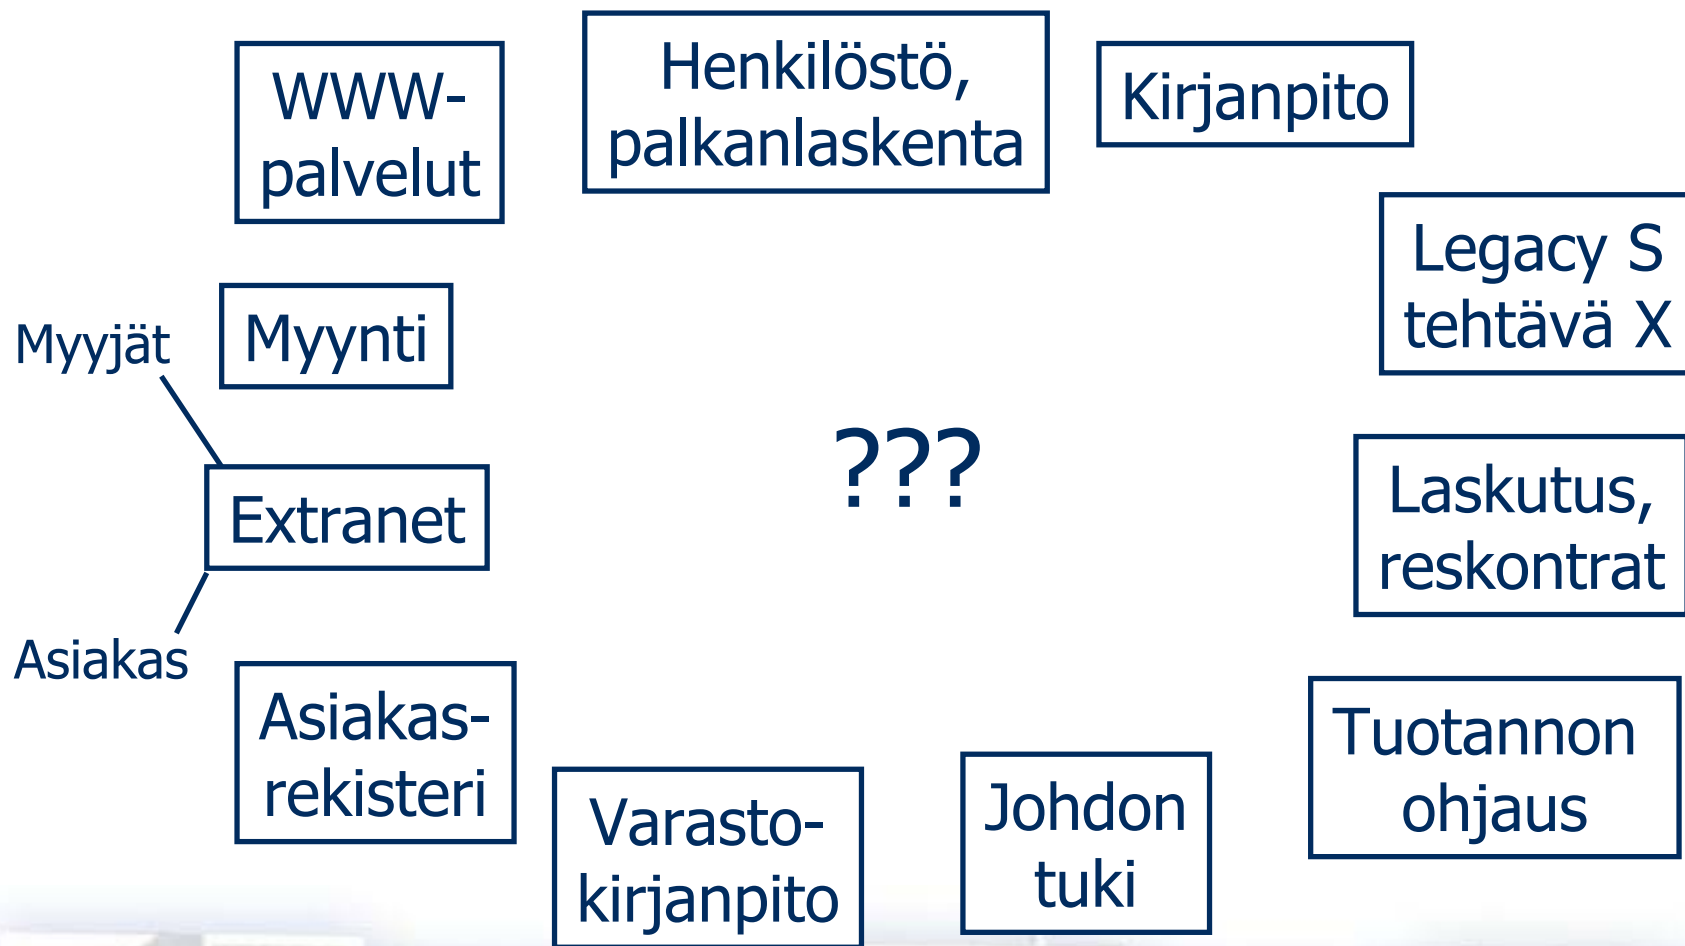 WWW-
palvelut
Henkilöstö,
palkanlaskenta
Kirjanpito
Legacy S
tehtävä X
Myyjät
Myynti
???
Extranet
Laskutus,
reskontrat
Asiakas
Asiakas-
rekisteri
Varasto-
kirjanpito
Johdon
tuki
Tuotannon
ohjaus